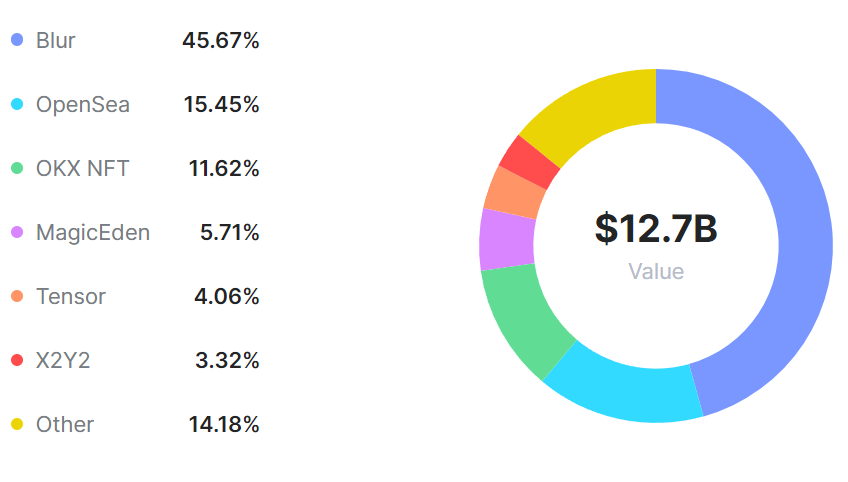 Blur 45.67%
OpenSea 15.45%
OKX NFT 11.62%
MagicEden 5.71%
Tensor 4.06%
X2Y2 3.32%
Other 14.18%
$12.7B
Value